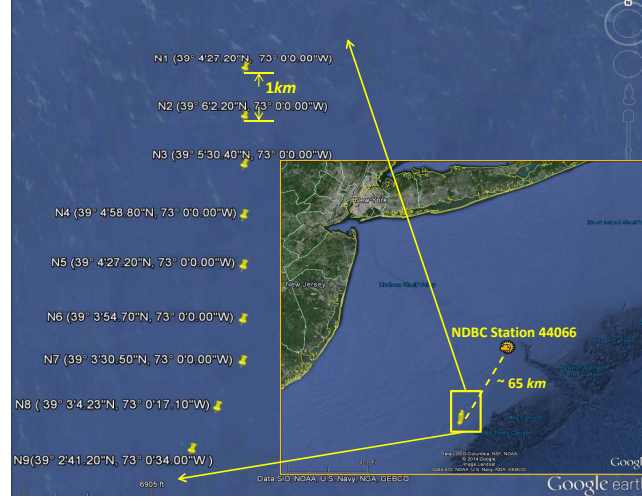 N
N1 (39° 4'27.20"N, 73° 0'0.00"W)
1km
N2 (39° 6'2.20"N, 73° 0'0.00"W)
N3 (39° 5'30.40"N, 73° 0'0.00"W)
N4 (39° 4'58.80"N, 73° 0'0.00"W)
N5 (39° 4'27.20"N, 73° 0'0.00"W)
N6 (39° 3'54.70"N, 73° 0'0.00"W)
N7 (39° 3'30.50"N, 73° 0'0.00"W)
N8 ( 39° 3'4.23"N, 73° 0'17.10"W)
N9(39° 2'41.20"N, 73° 0'34.00"W )
New York
New Jersey
Hudson Shelf Valley
NDBC Station 44066
~ 65 km
Data LDEO-Columbia, NSF, NOAA
© 2014 Google
Image Landsat
Data SIO, NOAA, U.S. Navy, NGA, GEBCO
Googl
6905 ft
Data SIO, NOAA, U.S. Navy, NGA, GEBCO
Google earth